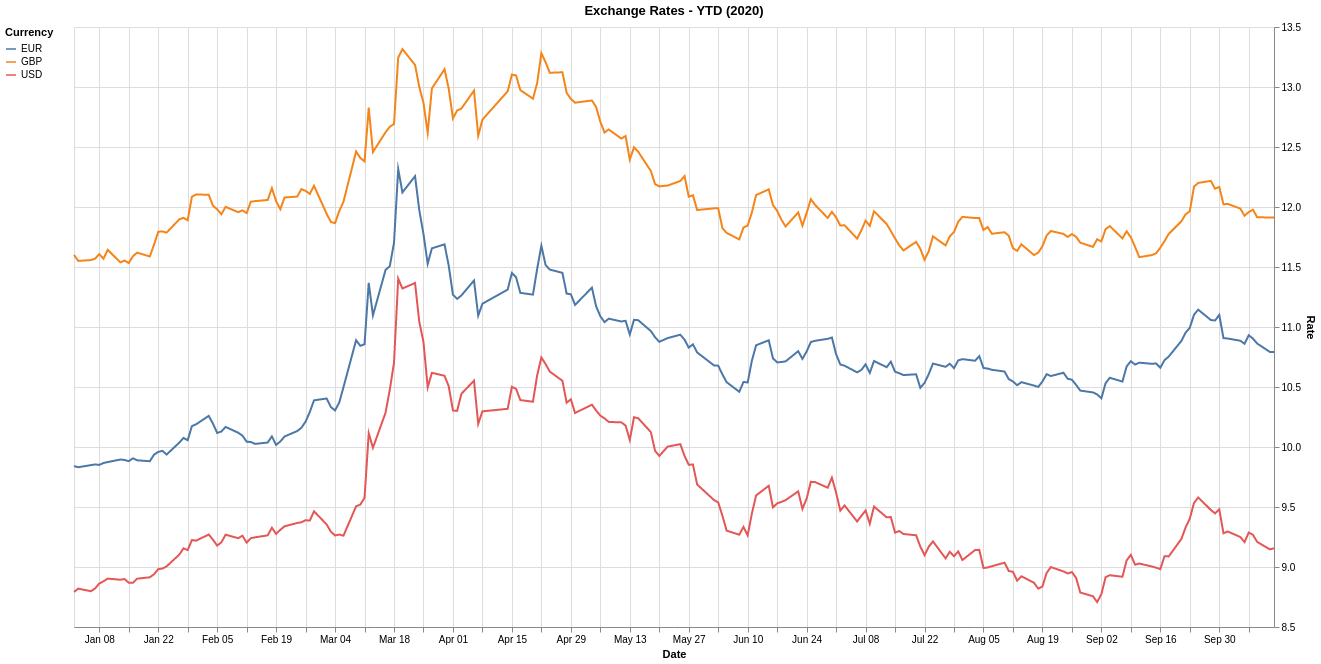 Exchange Rates - YTD (2020)
Currency
EUR
GBP
USD
13.5
13.0
12.5
12.0
11.5
11.0
10.5
10.0
9.5
9.0
8.5
Rate
Jan 08 Jan 22 Feb 05 Feb 19 Mar 04 Mar 18 Apr 01 Apr 15 Apr 29 May 13 May 27 Jun 10 Jun 24 Jul 08 Jul 22 Aug 05 Aug 19 Sep 02 Sep 16 Sep 30
Date